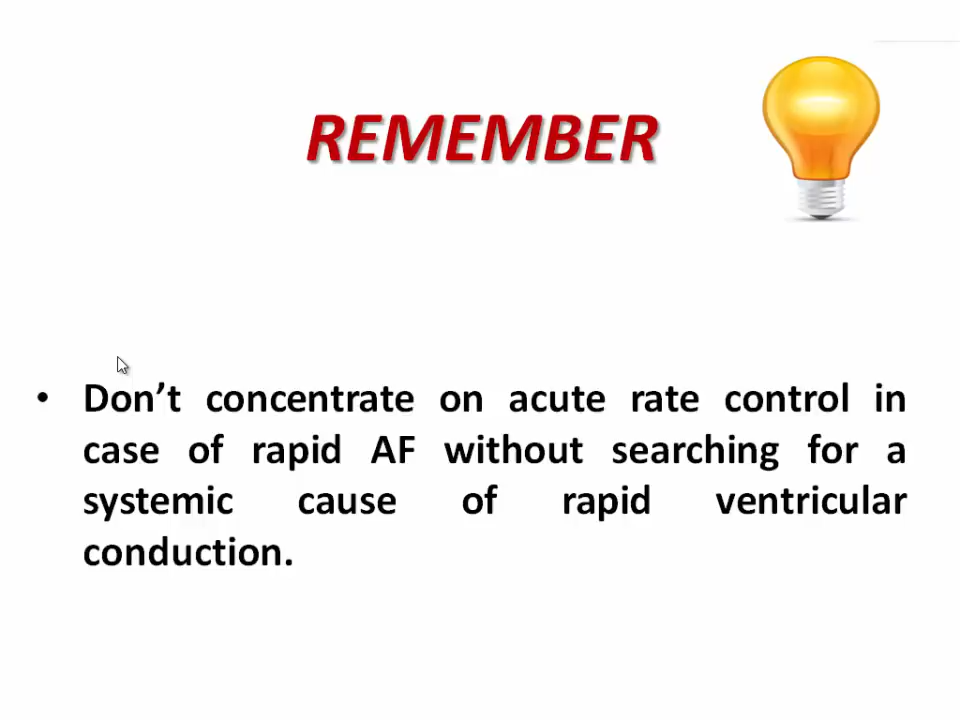 REMEMBER
• Don’t concentrate on acute rate control in
case of rapid AF without searching for a
systemic cause of rapid ventricular
conduction.